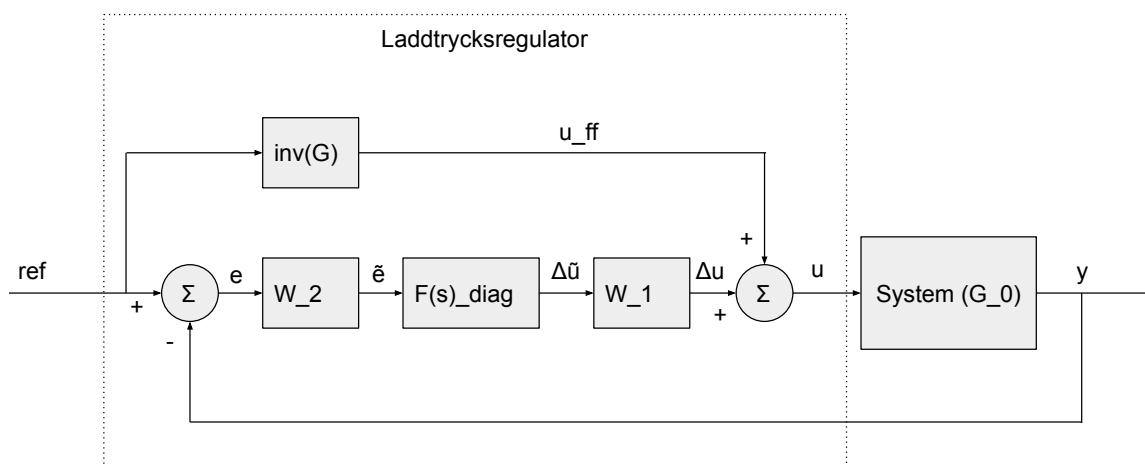 Laddtrycksregulator
inv(G)
u_ff
+
ref
+
Σ
-
e
W_2
ẽ
F(s)_diag
Δũ
W_1
Δu
+
Σ
u
System (G_0)
y